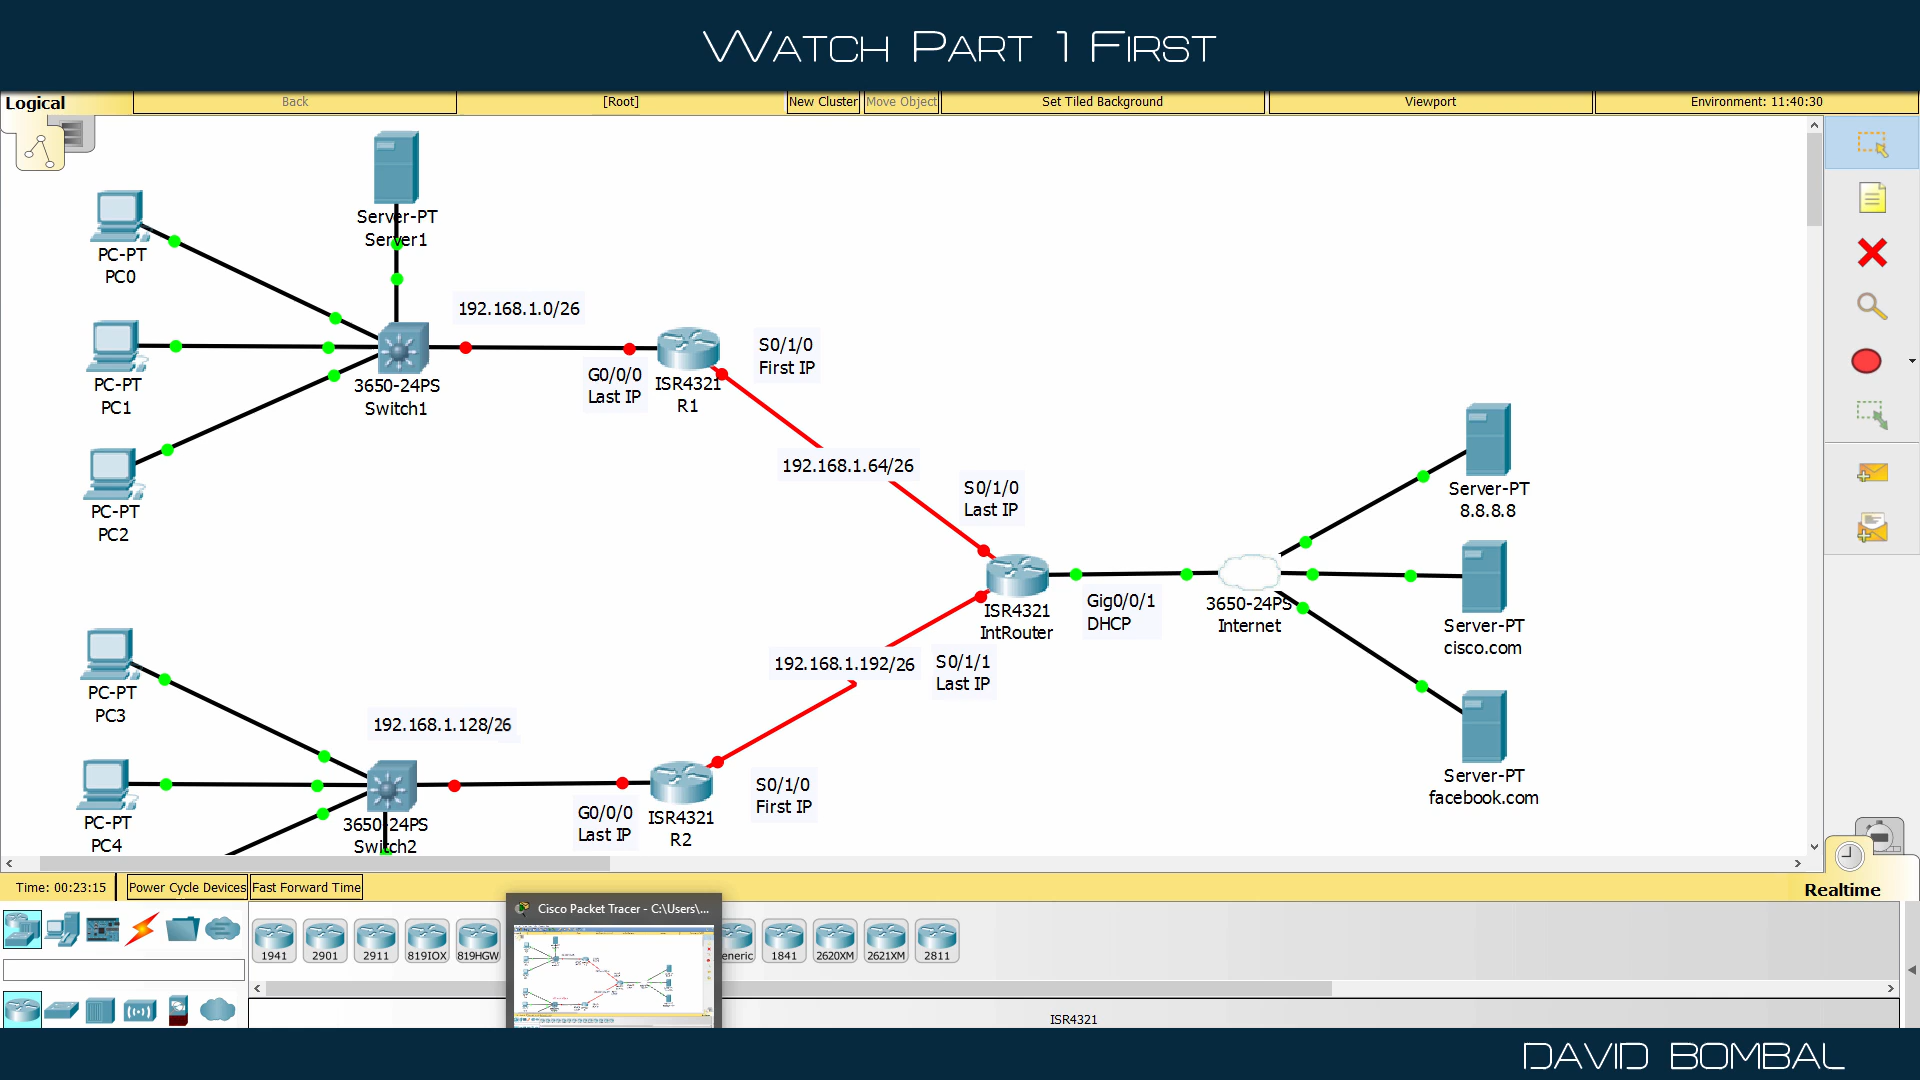 WATCH PART 1 FIRST
Logical
Back
[Root]
New Cluster
Move Object
Set Tiled Background
Viewport
Environment: 11:40:30
Server-PT
Server1
PC-PT
PC0
192.168.1.0/26
S0/1/0
First IP
PC-PT
PC1
3650-24PS
Switch1
G0/0/0
Last IP
ISR4321
R1
192.168.1.64/26
S0/1/0
Last IP
Server-PT
8.8.8.8
PC-PT
PC2
ISR4321
IntRouter
Gig0/0/1
DHCP
3650-24PS
Internet
Server-PT
cisco.com
192.168.1.192/26
S0/1/1
Last IP
PC-PT
PC3
192.168.1.128/26
S0/1/0
First IP
Server-PT
facebook.com
PC-PT
PC4
3650-24PS
Switch2
G0/0/0
Last IP
ISR4321
R2
Time: 00:23:15
Power Cycle Devices
Fast Forward Time
Realtime
Cisco Packet Tracer - C:\Users\...
1941
2901
2911
819IOX
819HGW
eneric
1841
2620XM
2621XM
2811
ISR4321
DAVID BOMBAL